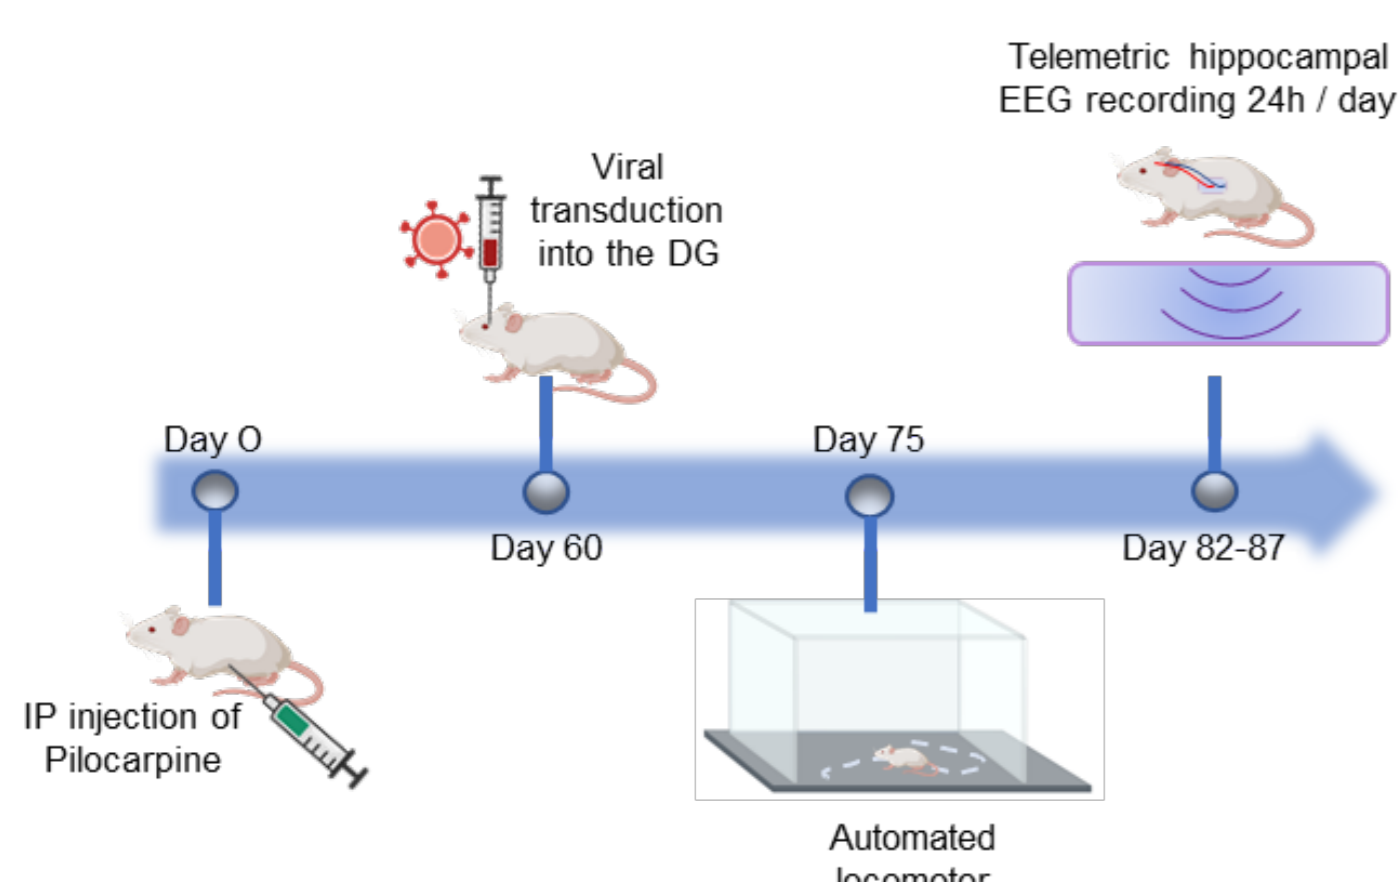 Telemetric hippocampal
EEG recording 24h / day
Viral
transduction
into the DG
Day O
Day 75
Day 60
Day 82-87
IP injection of
Pilocarpine
Automated
locomotor